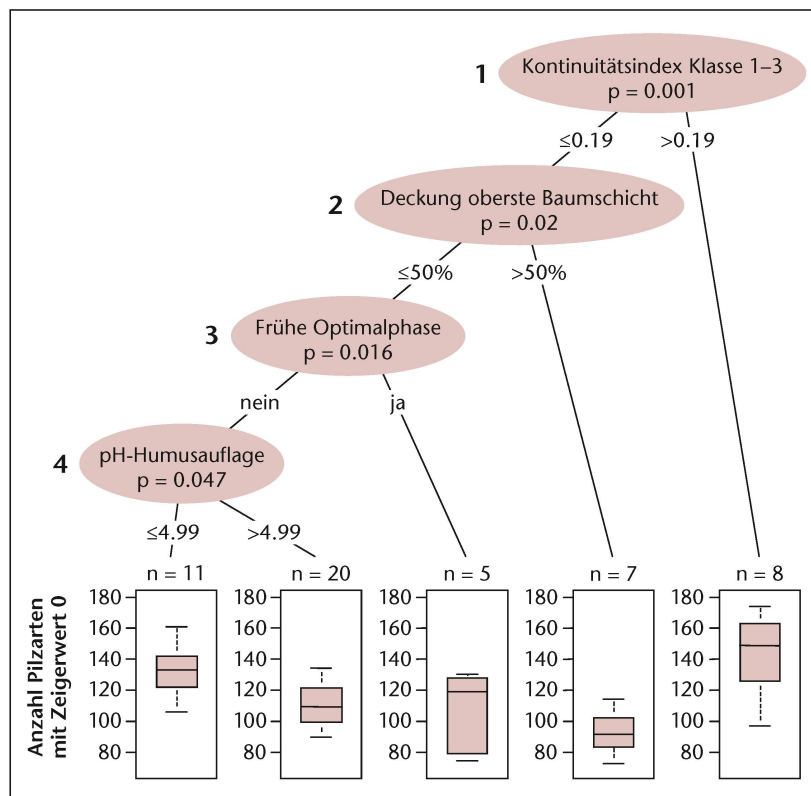 1
Kontinuitätsindex Klasse 1–3
p = 0.001
≤0.19
>0.19
2
Deckung oberste Baumschicht
p = 0.02
≤50%
>50%
3
Frühe Optimalphase
p = 0.016
nein
ja
4
pH-Humusauflage
p = 0.047
≤4.99
>4.99
n = 11
n = 20
n = 5
n = 7
n = 8
Anzahl Pilzarten
mit Zeigerwert 0
180
160
140
120
100
80
180
160
140
120
100
80
180
160
140
120
100
80
180
160
140
120
100
80
180
160
140
120
100
80